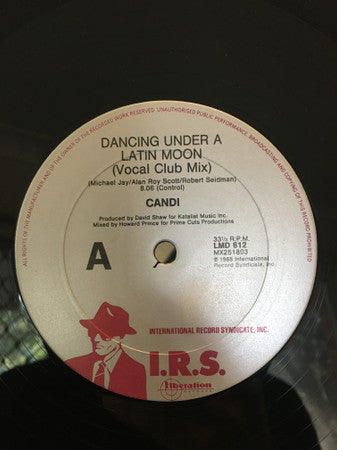 ALL RIGHTS OF THE MANUFACTURER AND OF THE OWNER OF THE RECORDED WORK RESERVED. UNAUTHORISED PUBLIC PERFORMANCE, BROADCASTING AND COPYING OF THIS RECORD PROHIBITED
DANCING UNDER A
LATIN MOON
(Vocal Club Mix)
(Michael Jay/Alan Roy Scott/Robert Seidman)
8.06 (Control)
CANDI
Produced by David Shaw for Katalat Music Inc.
Mixed by Howard Prince for Prime Cuts Productions
A
33⅓ R.P.M.
LMD 612
MX251803
℗ 1988 International
Record Syndicate, Inc.
INTERNATIONAL RECORD SYNDICATE, INC.
I.R.S.
liberation